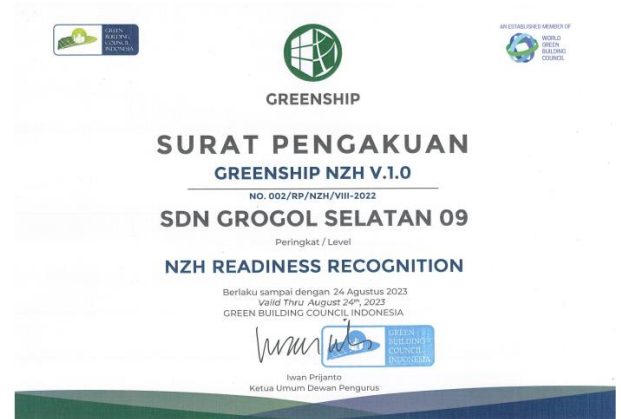 GREEN
BUILDING
COUNCIL
INDONESIA
AN ESTABLISHED MEMBER OF
WORLD
GREEN
BUILDING
COUNCIL
GREENSHIP
SURAT PENGAKUAN
GREENSHIP NZH V.1.0
NO. 002/RP/NZH/VIII-2022
SDN GROGOL SELATAN 09
Peringkat / Level
NZH READINESS RECOGNITION
Berlaku sampai dengan 24 Agustus 2023
Valid Thru August 24th, 2023
GREEN BUILDING COUNCIL INDONESIA
GREEN
BUILDING
COUNCIL
INDONESIA
Iwan Prijanto
Ketua Umum Dewan Pengurus